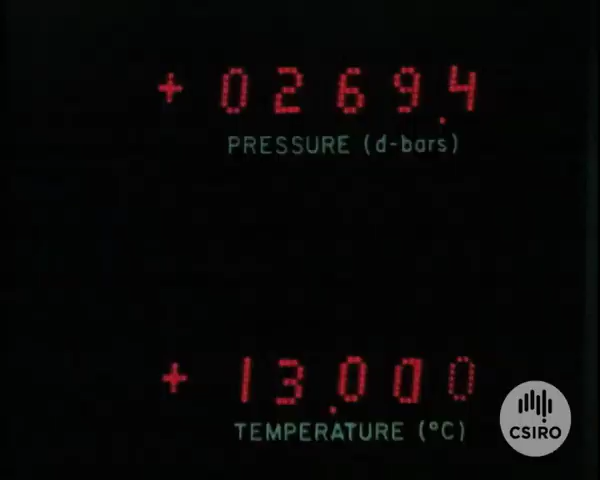 + 0269.4
PRESSURE (d-bars)
+ 13.000
TEMPERATURE (°C)
CSIRO